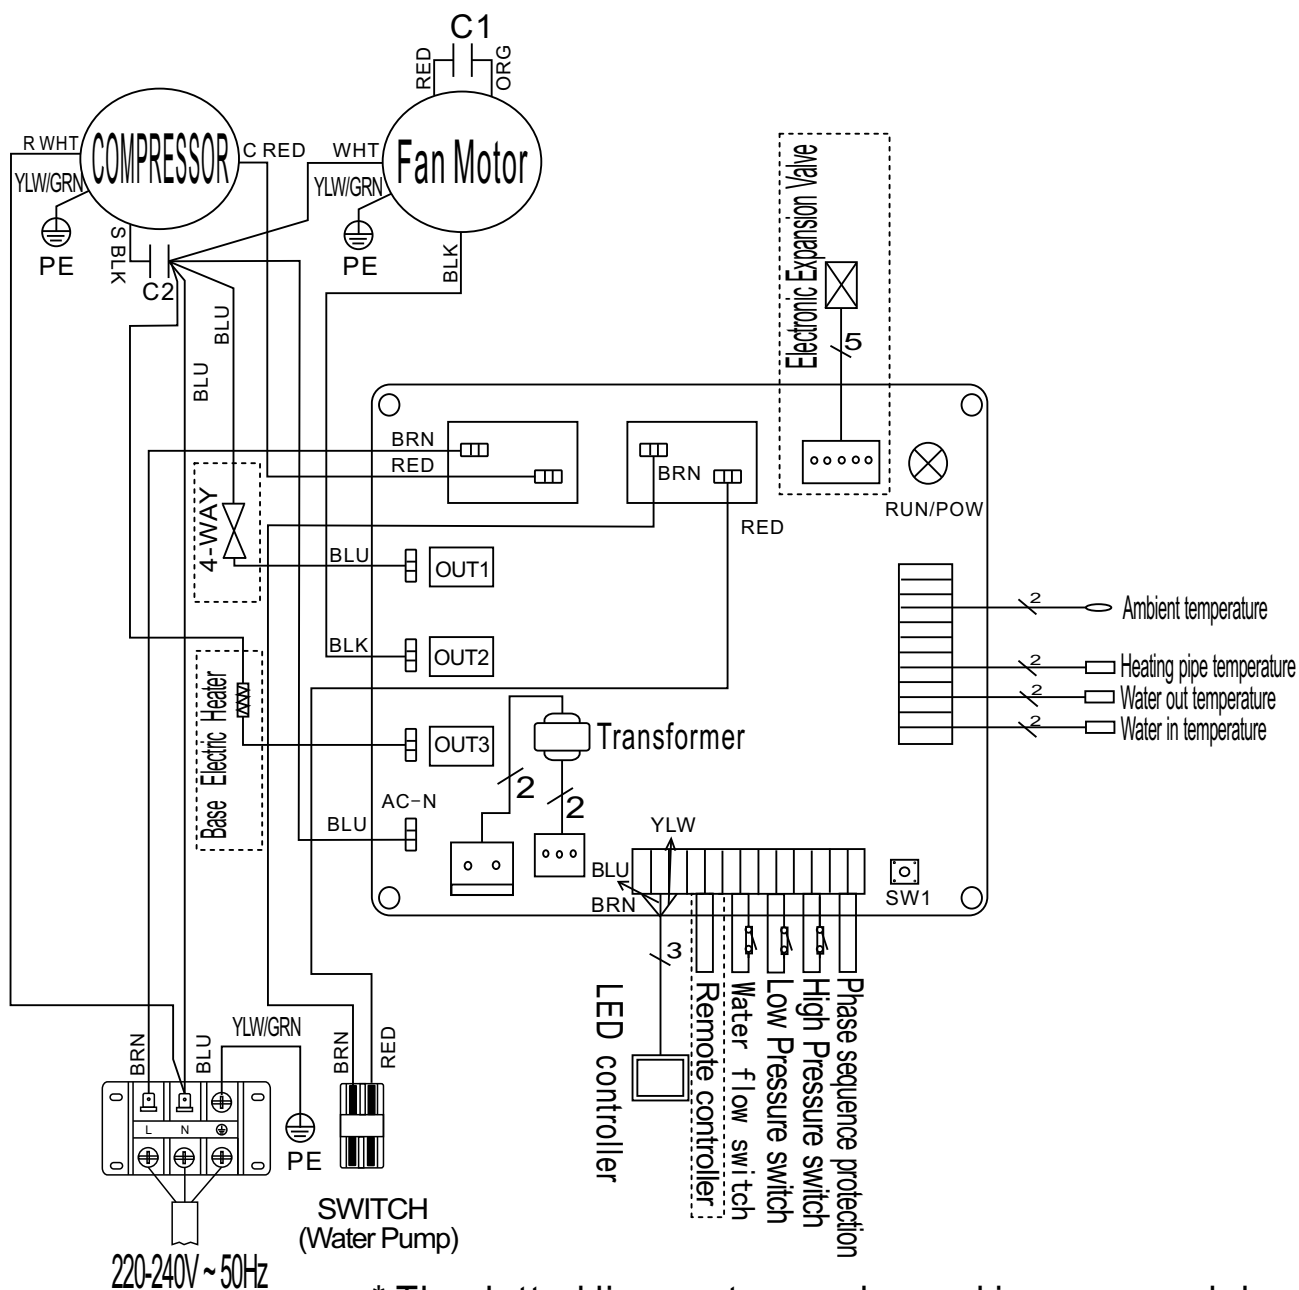 C1
RED
ORG
COMPRESSOR
Fan Motor
R WHT
C RED
WHT
YLW/GRN
YLW/GRN
S BLK
PE
C2
PE
BLK
Electronic Expansion Valve
5
BLU
BLU
BRN
RED
BRN
RED
RUN/POW
4-WAY
BLU
OUT1
BLK
OUT2
2
Ambient temperature
2
Heating pipe temperature
2
Water out temperature
2
Water in temperature
Base Electric Heater
OUT3
Transformer
2
2
AC-N
BLU
YLW
BLU
BRN
SW1
3
LED controller
Remote controller
Water flow switch
Low Pressure switch
High Pressure switch
Phase sequence protection
BRN
BLU
YLW/GRN
BRN
RED
L
N
PE
SWITCH
(Water Pump)
220-240V ~ 50Hz